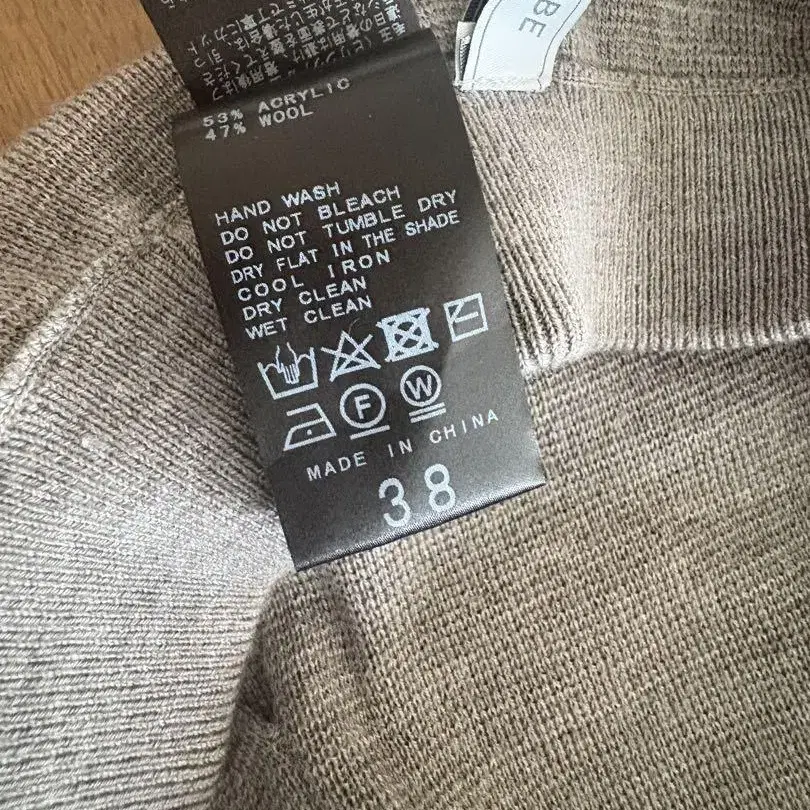 BE
53% ACRYLIC
47% WOOL
HAND WASH
DO NOT BLEACH
DO NOT TUMBLE DRY
DRY FLAT IN THE SHADE
COOL IRON
DRY CLEAN
WET CLEAN
F W
MADE IN CHINA
38